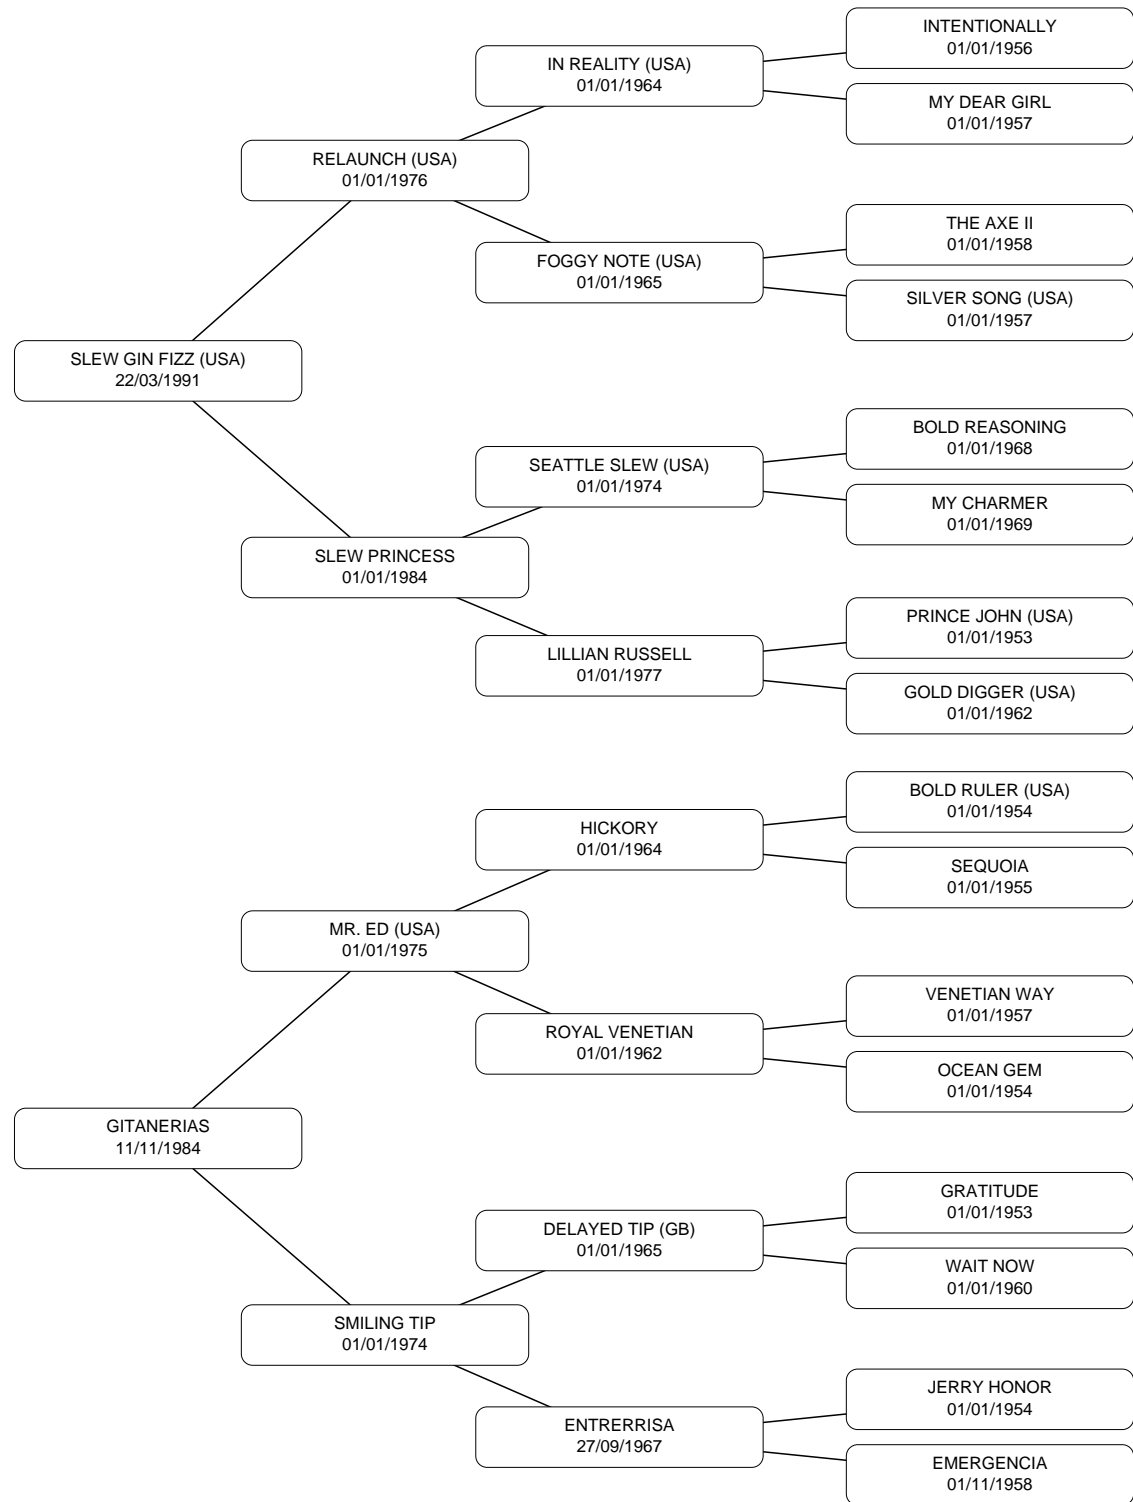 INTENTIONALLY
01/01/1956
IN REALITY (USA)
01/01/1964
MY DEAR GIRL
01/01/1957
RELAUNCH (USA)
01/01/1976
THE AXE II
01/01/1958
FOGGY NOTE (USA)
01/01/1965
SILVER SONG (USA)
01/01/1957
SLEW GIN FIZZ (USA)
22/03/1991
BOLD REASONING
01/01/1968
SEATTLE SLEW (USA)
01/01/1974
MY CHARMER
01/01/1969
SLEW PRINCESS
01/01/1984
PRINCE JOHN (USA)
01/01/1953
LILLIAN RUSSELL
01/01/1977
GOLD DIGGER (USA)
01/01/1962
BOLD RULER (USA)
01/01/1954
HICKORY
01/01/1964
SEQUOIA
01/01/1955
MR. ED (USA)
01/01/1975
VENETIAN WAY
01/01/1957
ROYAL VENETIAN
01/01/1962
OCEAN GEM
01/01/1954
GITANERIAS
11/11/1984
GRATITUDE
01/01/1953
DELAYED TIP (GB)
01/01/1965
WAIT NOW
01/01/1960
SMILING TIP
01/01/1974
JERRY HONOR
01/01/1954
ENTRERRISA
27/09/1967
EMERGENCIA
01/11/1958